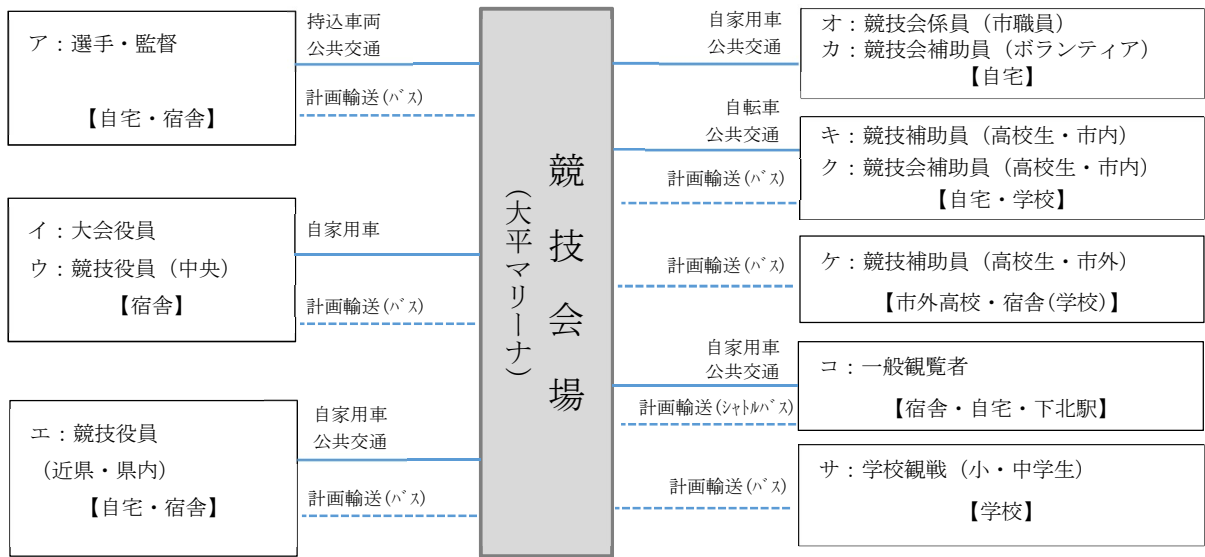 ア：選手・監督
【自宅・宿舎】
持込車両
公共交通
計画輸送(ﾊﾞｽ)
イ：大会役員
ウ：競技役員（中央）
【宿舎】
自家用車
計画輸送(ﾊﾞｽ)
エ：競技役員
（近県・県内）
【自宅・宿舎】
自家用車
公共交通
計画輸送(ﾊﾞｽ)
競技会場
（大平マリーナ）
自家用車
公共交通
オ：競技会係員（市職員）
カ：競技会補助員（ボランティア）
【自宅】
自転車
公共交通
計画輸送(ﾊﾞｽ)
キ：競技補助員（高校生・市内）
ク：競技会補助員（高校生・市内）
【自宅・学校】
計画輸送(ﾊﾞｽ)
ケ：競技補助員（高校生・市外）
【市外高校・宿舎(学校)】
自家用車
公共交通
計画輸送(ｼｬﾄﾙﾊﾞｽ)
コ：一般観覧者
【宿舎・自宅・下北駅】
計画輸送(ﾊﾞｽ)
サ：学校観戦（小・中学生）
【学校】